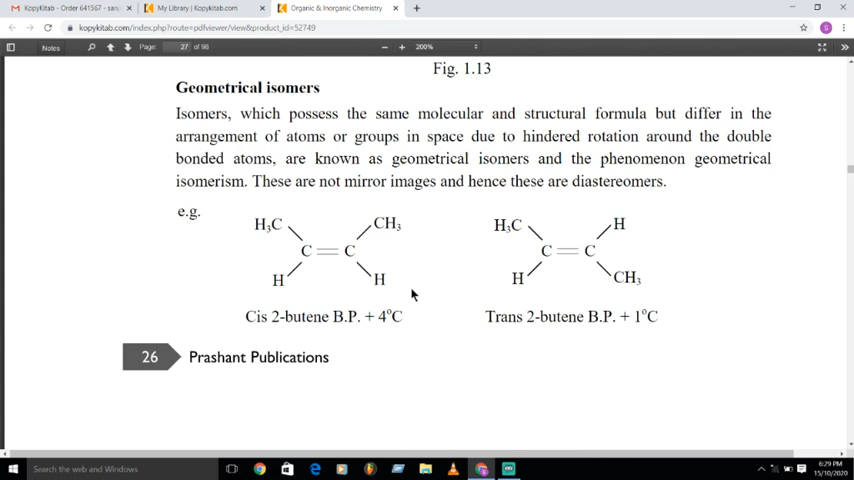 KopyKitab - Order 641567 - sanj
My Library | Kopykitab.com
Organic & Inorganic Chemistry
kopykitab.com/index.php?route=pdfviewer/view&product_id=52749
S
Notes
Page:
27 of 98
200%
Fig. 1.13
Geometrical isomers
Isomers, which possess the same molecular and structural formula but differ in the
arrangement of atoms or groups in space due to hindered rotation around the double
bonded atoms, are known as geometrical isomers and the phenomenon geometrical
isomerism. These are not mirror images and hence these are diastereomers.
e.g.
H₃C CH₃ H₃C H
C = C C = C
H H H CH₃
Cis 2-butene B.P. + 4°C Trans 2-butene B.P. + 1°C
26 Prashant Publications
Search the web and Windows
6:29 PM
15/10/2020